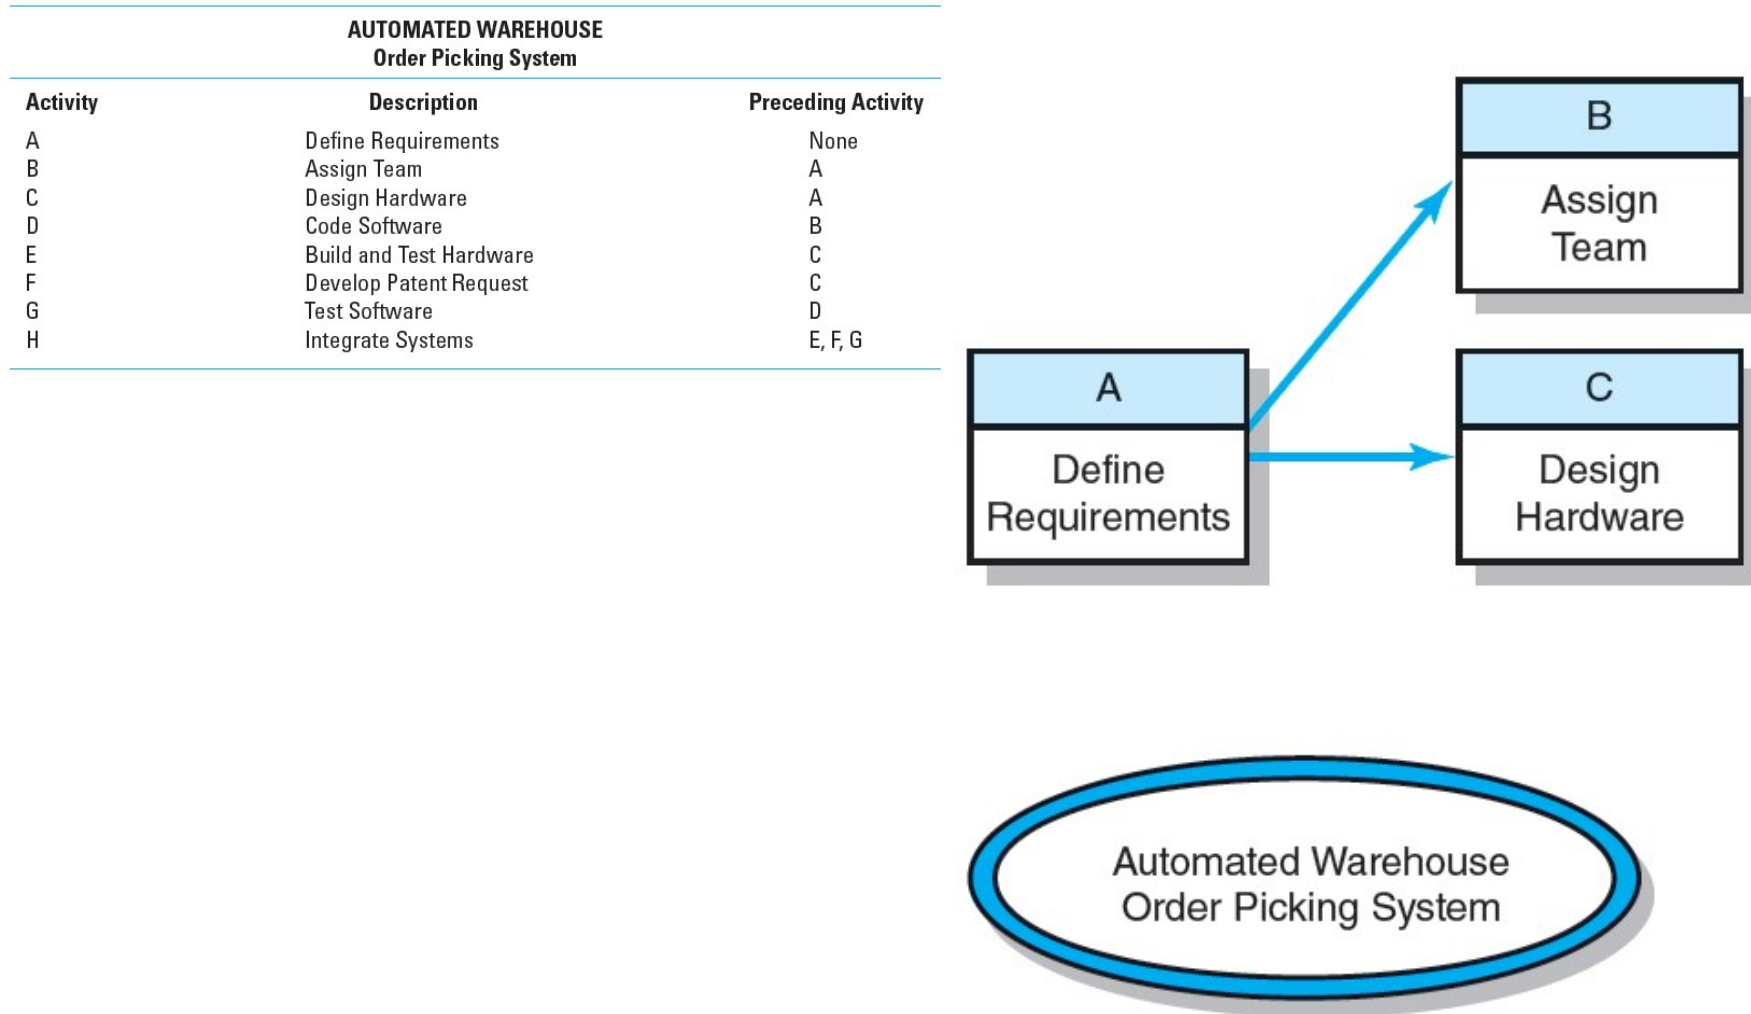 AUTOMATED WAREHOUSE
Order Picking System
Activity Description Preceding Activity
A Define Requirements None
B Assign Team A
C Design Hardware A
D Code Software B
E Build and Test Hardware C
F Develop Patent Request C
G Test Software D
H Integrate Systems E, F, G
B
Assign
Team
A
Define
Requirements
C
Design
Hardware
Automated Warehouse
Order Picking System